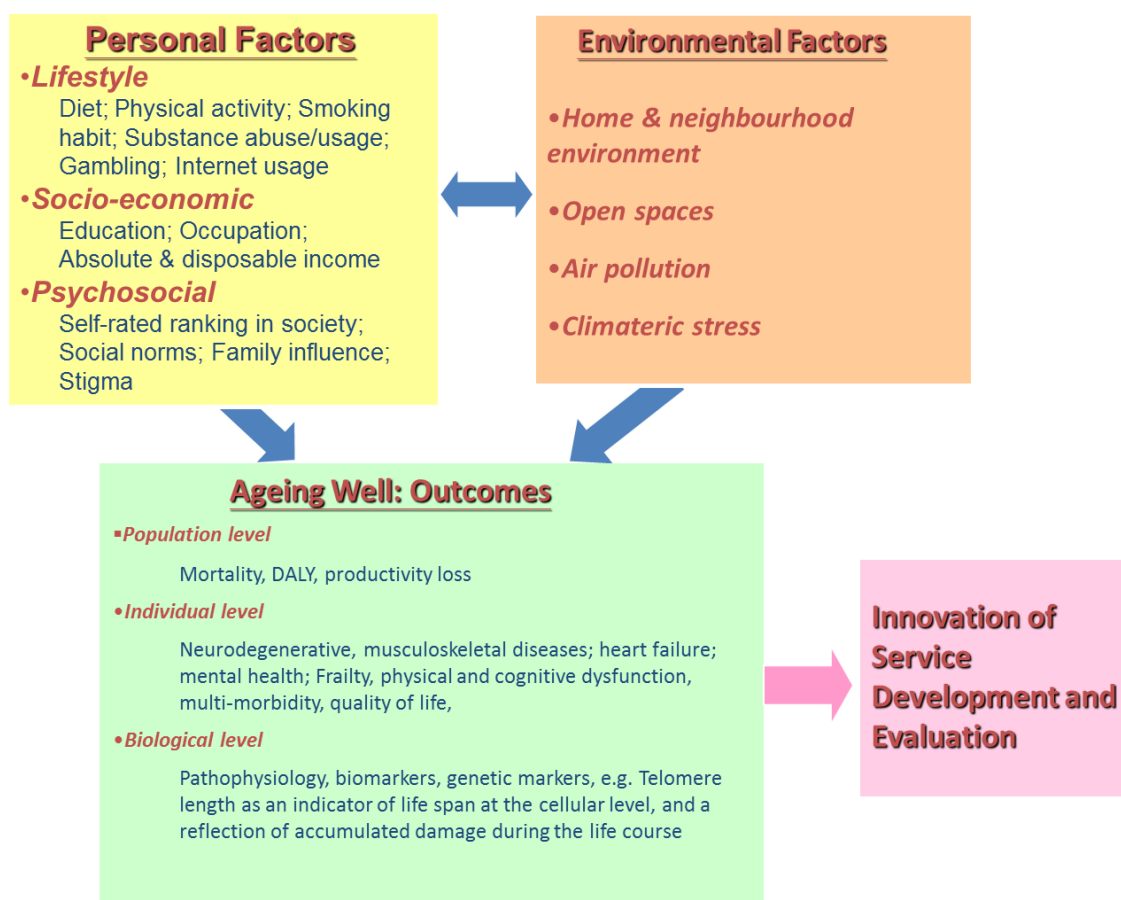 Personal Factors
•Lifestyle
Diet; Physical activity; Smoking
habit; Substance abuse/usage;
Gambling; Internet usage
•Socio-economic
Education; Occupation;
Absolute & disposable income
•Psychosocial
Self-rated ranking in society;
Social norms; Family influence;
Stigma
Environmental Factors
•Home & neighbourhood
environment
•Open spaces
•Air pollution
•Climateric stress
Ageing Well: Outcomes
▪Population level
Mortality, DALY, productivity loss
•Individual level
Neurodegenerative, musculoskeletal diseases; heart failure;
mental health; Frailty, physical and cognitive dysfunction,
multi-morbidity, quality of life,
•Biological level
Pathophysiology, biomarkers, genetic markers, e.g. Telomere
length as an indicator of life span at the cellular level, and a
reflection of accumulated damage during the life course
Innovation of
Service
Development and
Evaluation